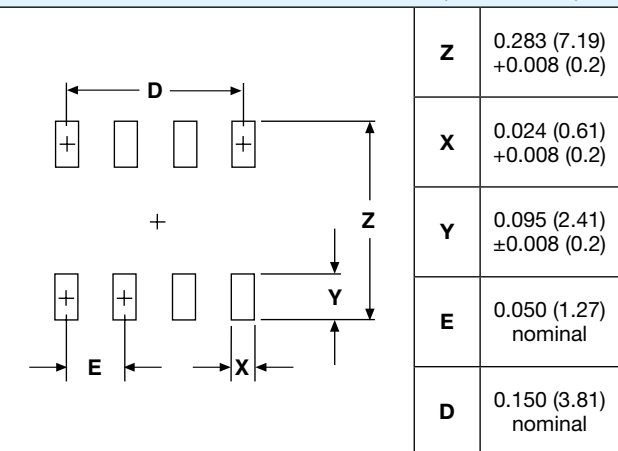 D
Z
Y
E
X
Z
0.283 (7.19)
+0.008 (0.2)
X
0.024 (0.61)
+0.008 (0.2)
Y
0.095 (2.41)
±0.008 (0.2)
E
0.050 (1.27)
nominal
D
0.150 (3.81)
nominal